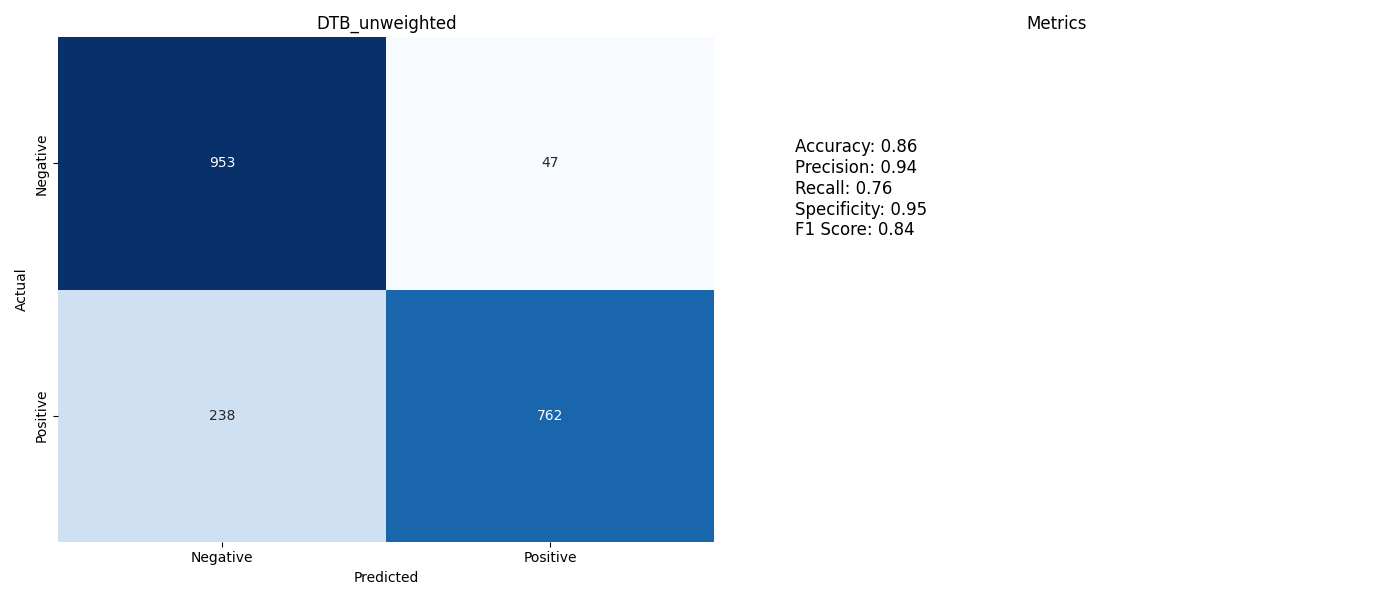 DTB_unweighted
Negative
953
47
Positive
238
762
Actual
Negative
Positive
Predicted
Metrics
Accuracy: 0.86
Precision: 0.94
Recall: 0.76
Specificity: 0.95
F1 Score: 0.84